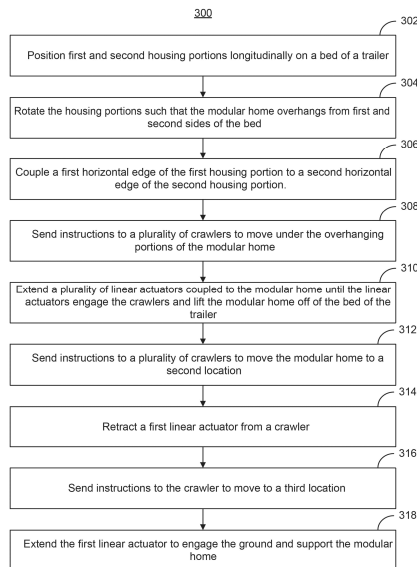 300
302
Position first and second housing portions longitudinally on a bed of a trailer
304
Rotate the housing portions such that the modular home overhangs from first and
second sides of the bed
306
Couple a first horizontal edge of the first housing portion to a second horizontal
edge of the second housing portion.
308
Send instructions to a plurality of crawlers to move under the overhanging
portions of the modular home
310
Extend a plurality of linear actuators coupled to the modular home until the linear
actuators engage the crawlers and lift the modular home off of the bed of the
trailer
312
Send instructions to a plurality of crawlers to move the modular home to a
second location
314
Retract a first linear actuator from a crawler
316
Send instructions to the crawler to move to a third location
318
Extend the first linear actuator to engage the ground and support the modular
home